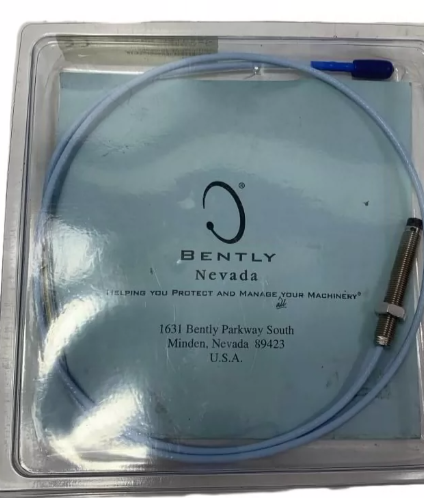 ®
BENTLY
Nevada
HELPING YOU PROTECT AND MANAGE YOUR MACHINERY®
1631 Bently Parkway South
Minden, Nevada 89423
U.S.A.